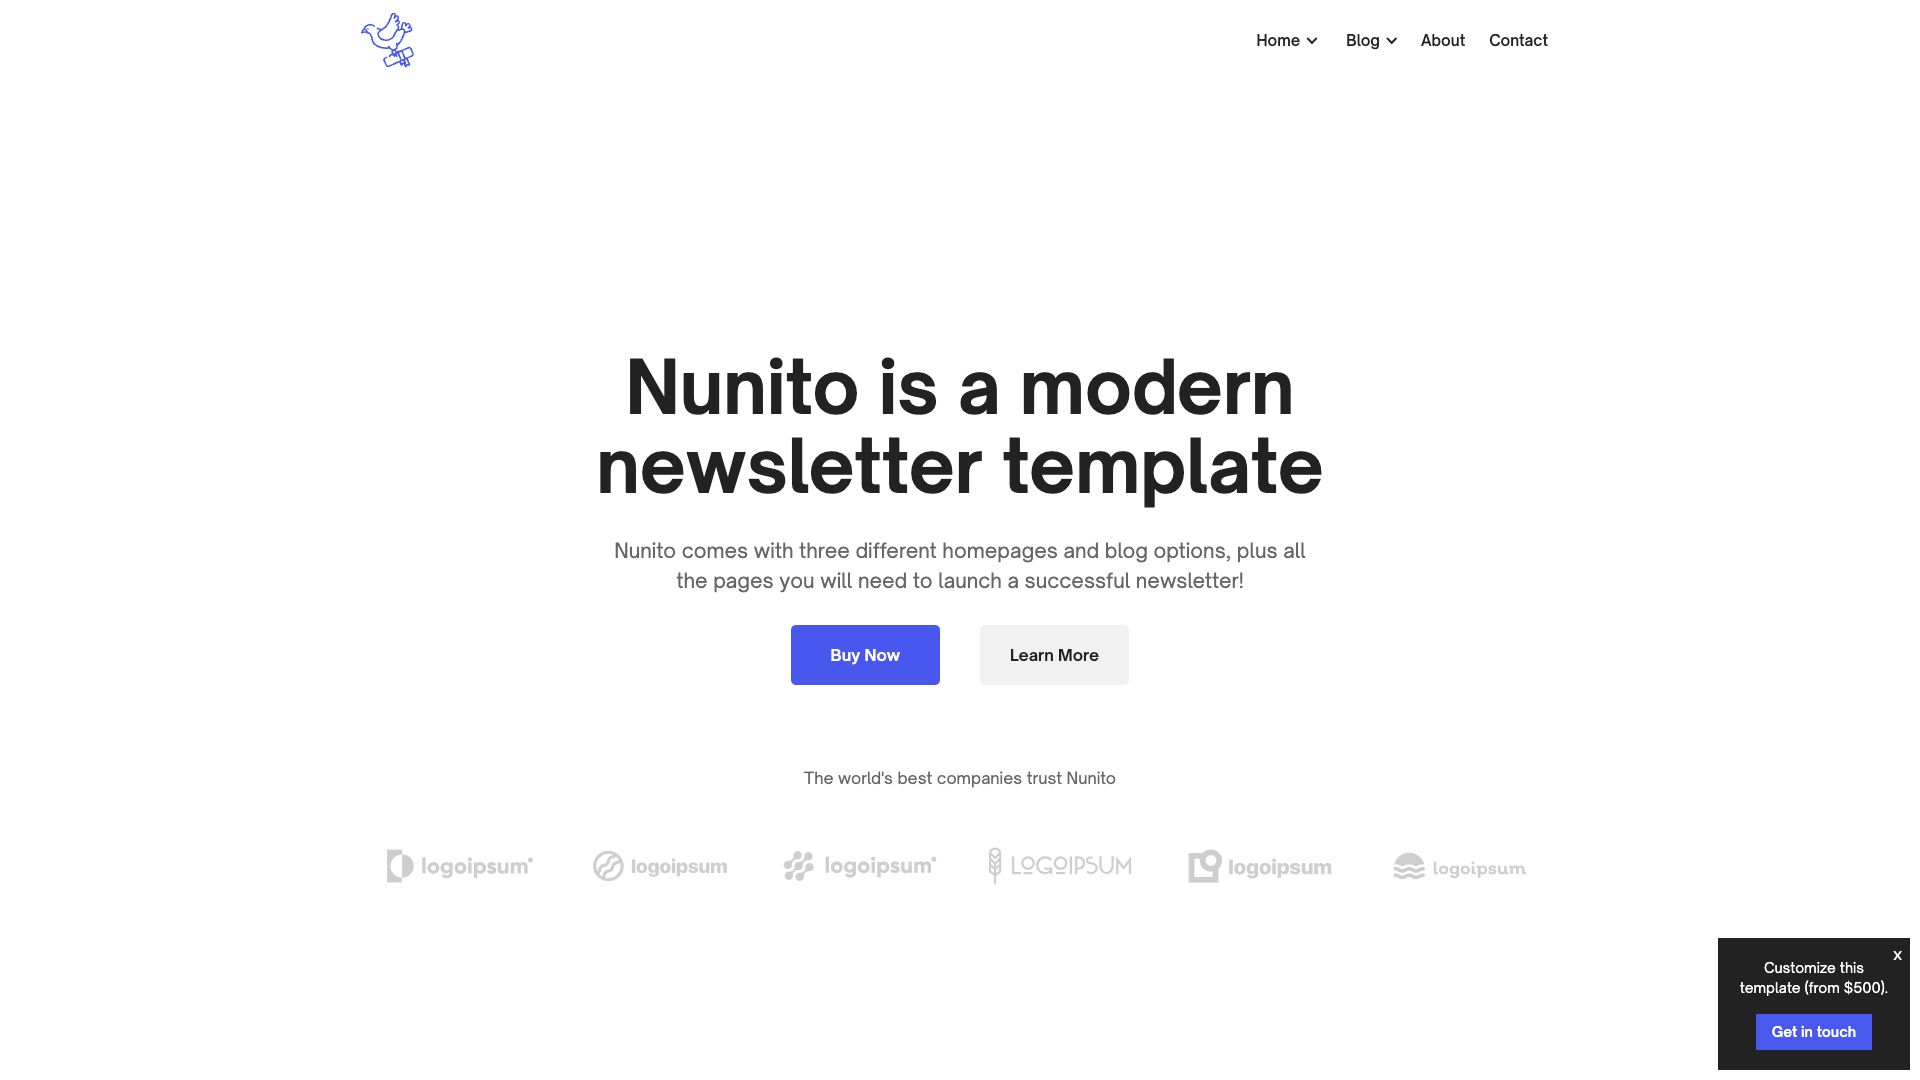 Home
Blog
About
Contact
Nunito is a modern
newsletter template
Nunito comes with three different homepages and blog options, plus all
the pages you will need to launch a successful newsletter!
Buy Now
Learn More
The world's best companies trust Nunito
logoipsum
logoipsum
logoipsum
LOGOIPSUM
logoipsum
logoipsum
X
Customize this
template (from $500).
Get in touch